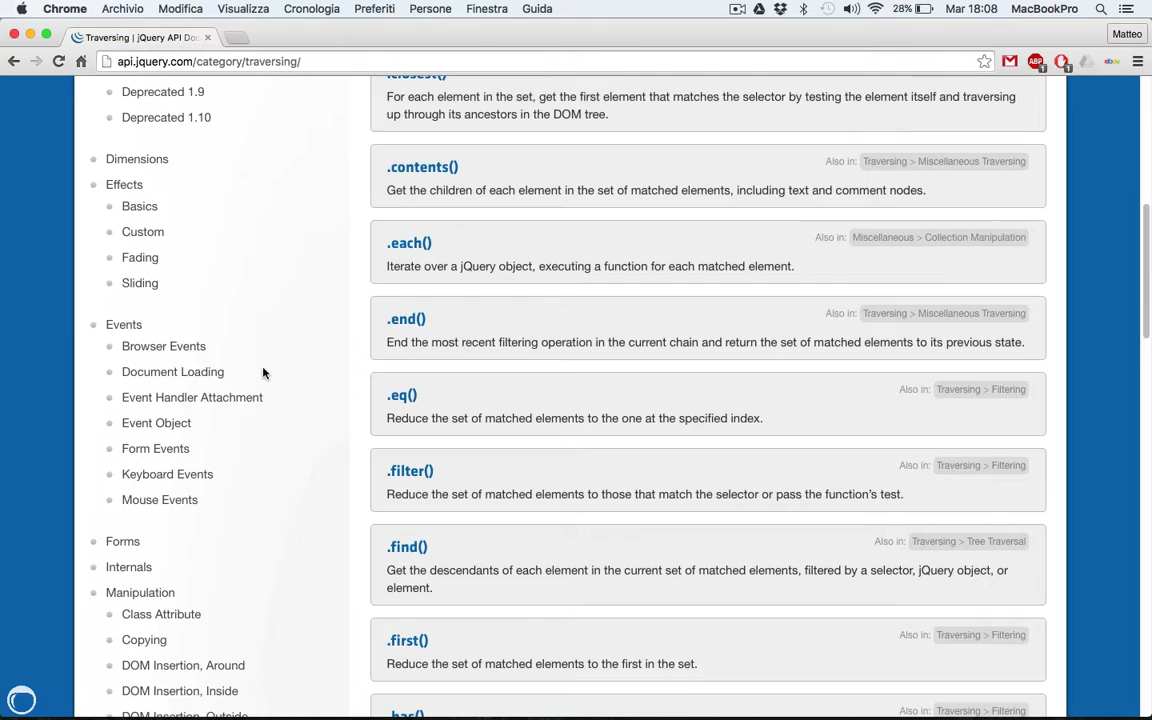 Chrome Archivio Modifica Visualizza Cronologia Preferiti Persone Finestra Guida 28% Mar 18:08 MacBookPro
Traversing | jQuery API Doc Matteo
api.jquery.com/category/traversing/
Deprecated 1.9
Deprecated 1.10
Dimensions
Effects
Basics
Custom
Fading
Sliding
Events
Browser Events
Document Loading
Event Handler Attachment
Event Object
Form Events
Keyboard Events
Mouse Events
Forms
Internals
Manipulation
Class Attribute
Copying
DOM Insertion, Around
DOM Insertion, Inside
DOM Insertion, Outside
.closest()
For each element in the set, get the first element that matches the selector by testing the element itself and traversing
up through its ancestors in the DOM tree.
.contents() Also in: Traversing > Miscellaneous Traversing
Get the children of each element in the set of matched elements, including text and comment nodes.
.each() Also in: Miscellaneous > Collection Manipulation
Iterate over a jQuery object, executing a function for each matched element.
.end() Also in: Traversing > Miscellaneous Traversing
End the most recent filtering operation in the current chain and return the set of matched elements to its previous state.
.eq() Also in: Traversing > Filtering
Reduce the set of matched elements to the one at the specified index.
.filter() Also in: Traversing > Filtering
Reduce the set of matched elements to those that match the selector or pass the function's test.
.find() Also in: Traversing > Tree Traversal
Get the descendants of each element in the current set of matched elements, filtered by a selector, jQuery object, or
element.
.first() Also in: Traversing > Filtering
Reduce the set of matched elements to the first in the set.
.has() Also in: Traversing > Filtering